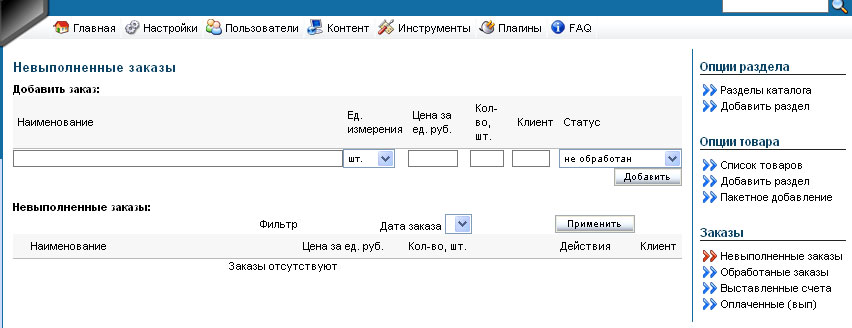 Главная Настройки Пользователи Контент Инструменты Плагины FAQ
Невыполненные заказы
Добавить заказ:
Наименование Ед. измерения Цена за ед. руб. Кол-во, шт. Клиент Статус
шт. не обработан
Добавить
Невыполненные заказы:
Фильтр Дата заказа Применить
Наименование Цена за ед. руб. Кол-во, шт. Действия Клиент
Заказы отсутствуют
Опции раздела
Разделы каталога
Добавить раздел
Опции товара
Список товаров
Добавить раздел
Пакетное добавление
Заказы
Невыполненные заказы
Обработаные заказы
Выставленные счета
Оплаченные (вып)